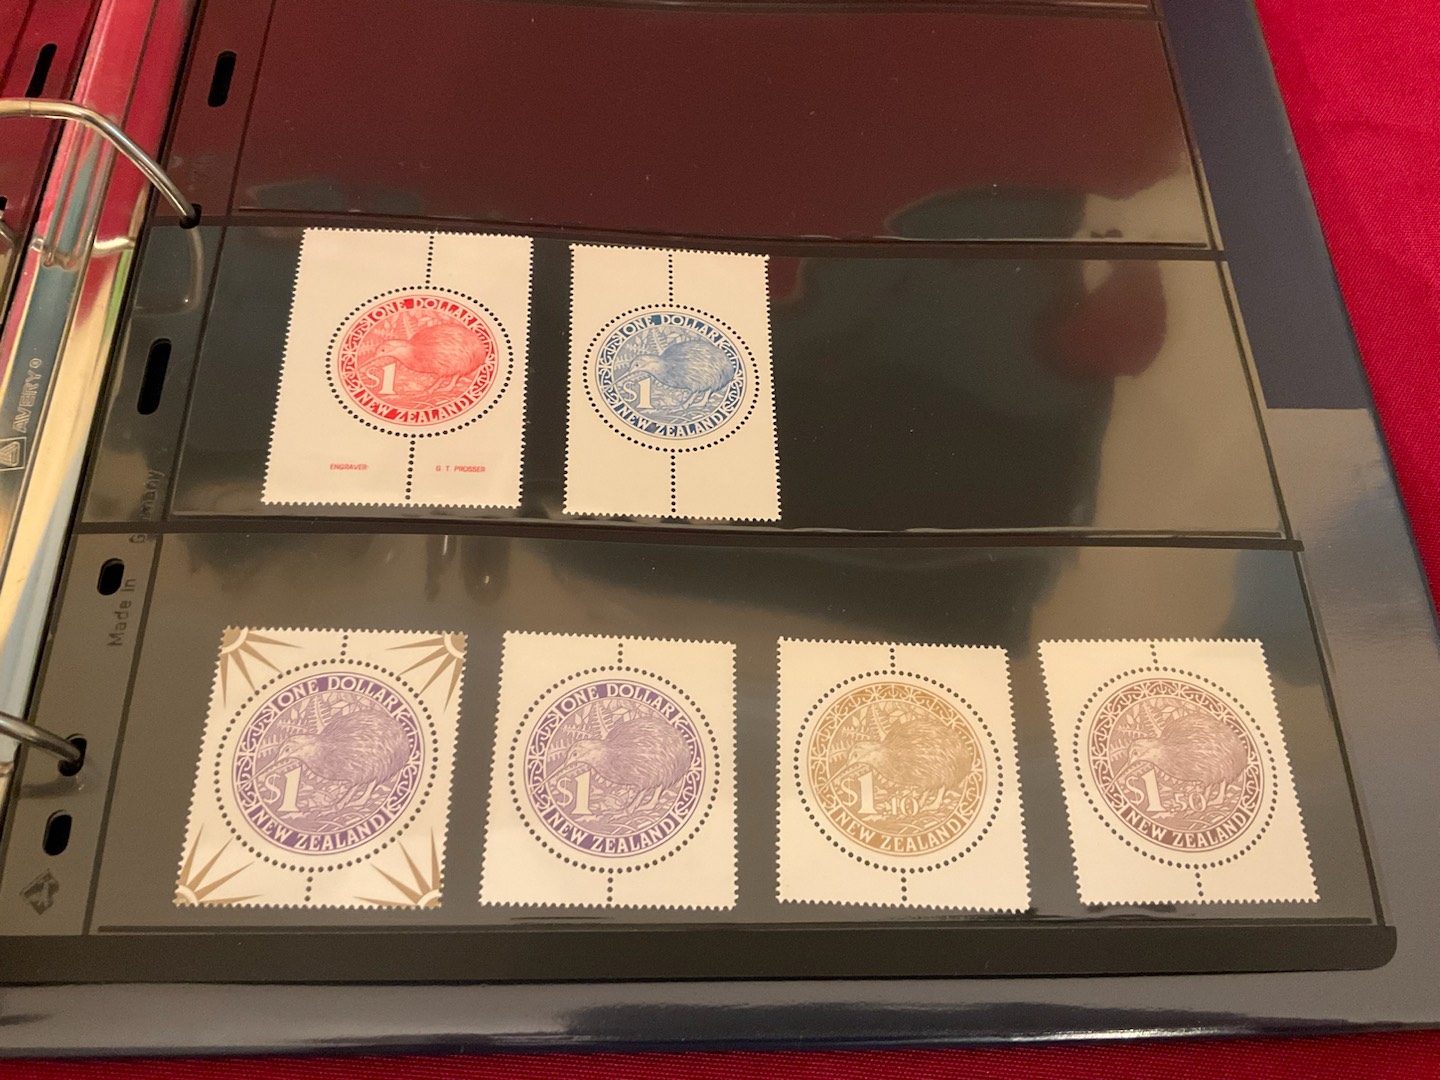 ONE DOLLAR
$1
NEW ZEALAND
ENGRAVER
G. T. PROSSER
ONE DOLLAR
$1
NEW ZEALAND
AVERY®
Made in Germany
ONE DOLLAR
$1
NEW ZEALAND
ONE DOLLAR
$1
NEW ZEALAND
$1.10
NEW ZEALAND
$1.50
NEW ZEALAND